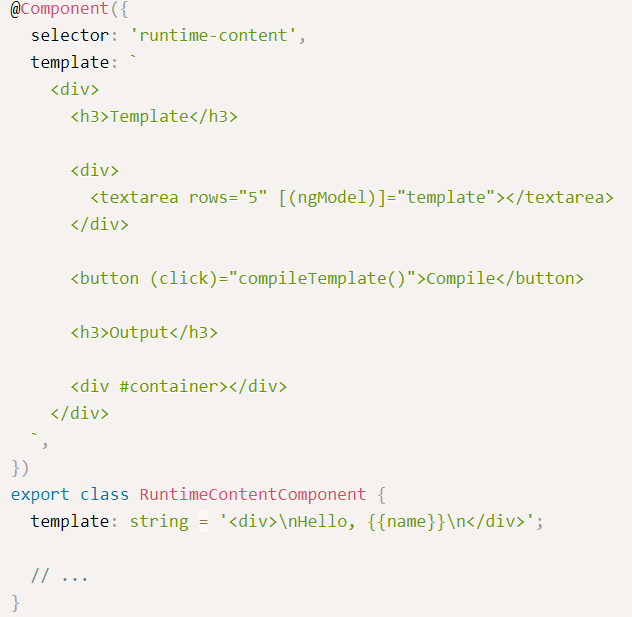 @Component({
  selector: 'runtime-content',
  template: `
    <div>
      <h3>Template</h3>

      <div>
        <textarea rows="5" [(ngModel)]="template"></textarea>
      </div>

      <button (click)="compileTemplate()">Compile</button>

      <h3>Output</h3>

      <div #container></div>
    </div>
  `,
})
export class RuntimeContentComponent {
  template: string = '<div>\nHello, {{name}}\n</div>';

  // ...
}